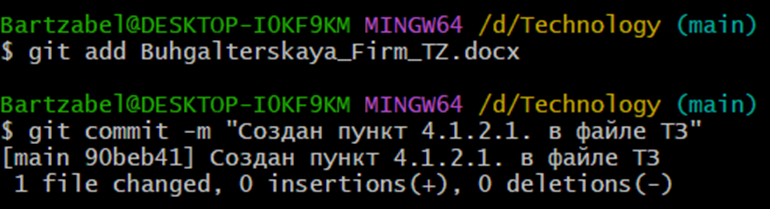 Bartzabel@DESKTOP-IOKF9KM MINGW64 /d/Technology (main)
$ git add Buhgalterskaya_Firm_TZ.docx
Bartzabel@DESKTOP-IOKF9KM MINGW64 /d/Technology (main)
$ git commit -m "Создан пункт 4.1.2.1. в файле ТЗ"
[main 90beb41] Создан пункт 4.1.2.1. в файле ТЗ
1 file changed, 0 insertions(+), 0 deletions(-)